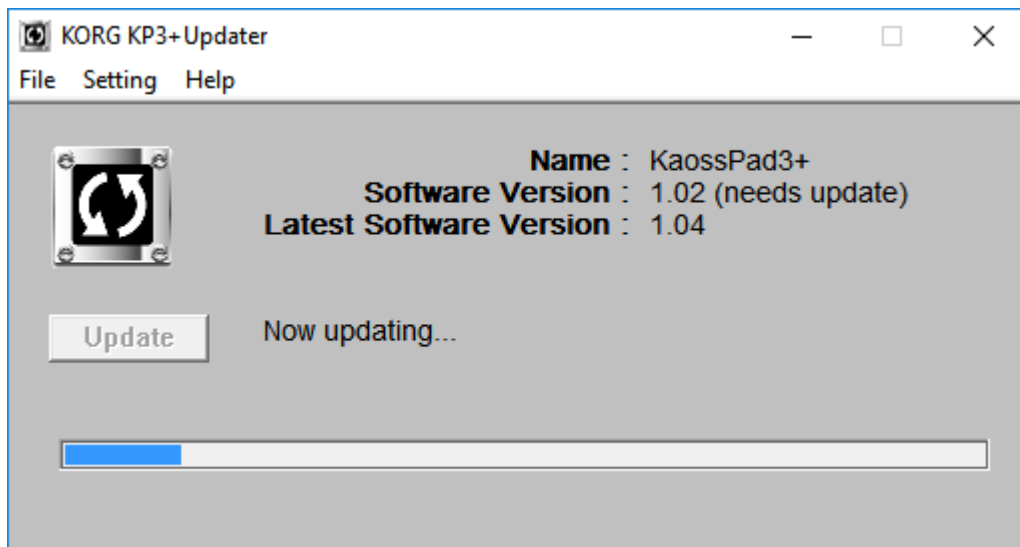 KORG KP3+ Updater
File Setting Help
Name : KaossPad3+
Software Version : 1.02 (needs update)
Latest Software Version : 1.04
Update
Now updating...